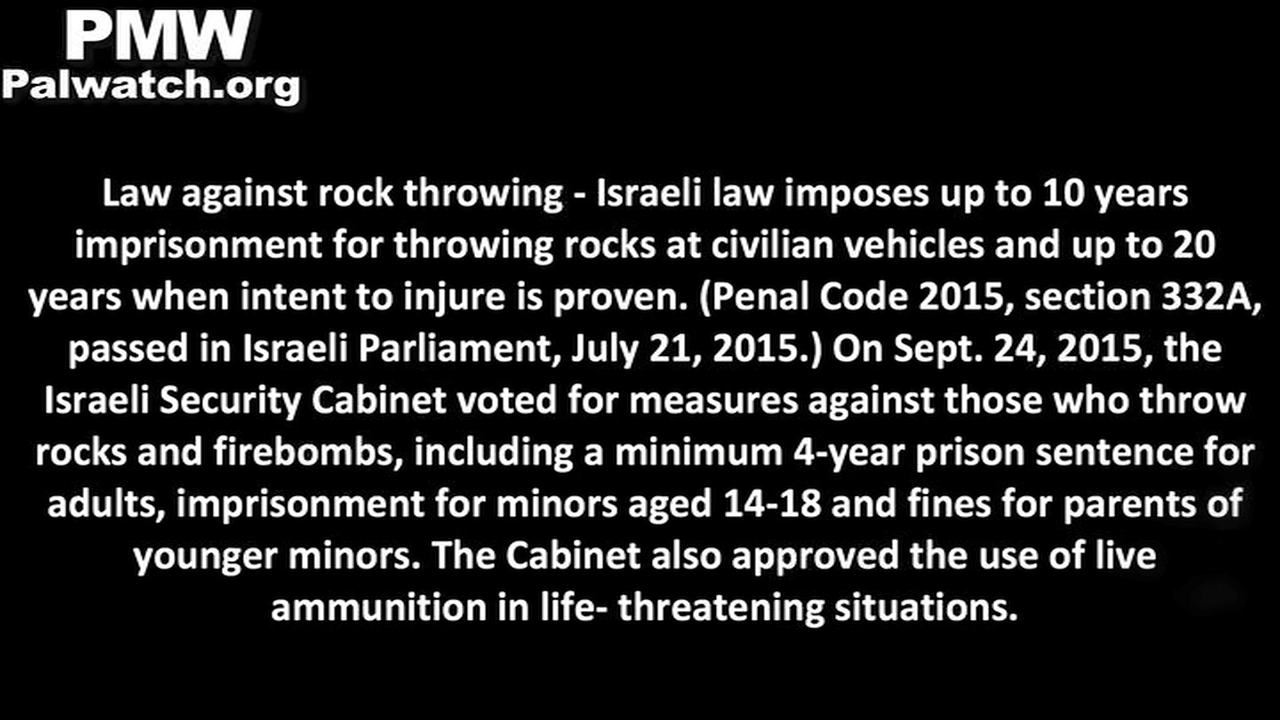 PMW
Palwatch.org
Law against rock throwing - Israeli law imposes up to 10 years
imprisonment for throwing rocks at civilian vehicles and up to 20
years when intent to injure is proven. (Penal Code 2015, section 332A,
passed in Israeli Parliament, July 21, 2015.) On Sept. 24, 2015, the
Israeli Security Cabinet voted for measures against those who throw
rocks and firebombs, including a minimum 4-year prison sentence for
adults, imprisonment for minors aged 14-18 and fines for parents of
younger minors. The Cabinet also approved the use of live
ammunition in life- threatening situations.